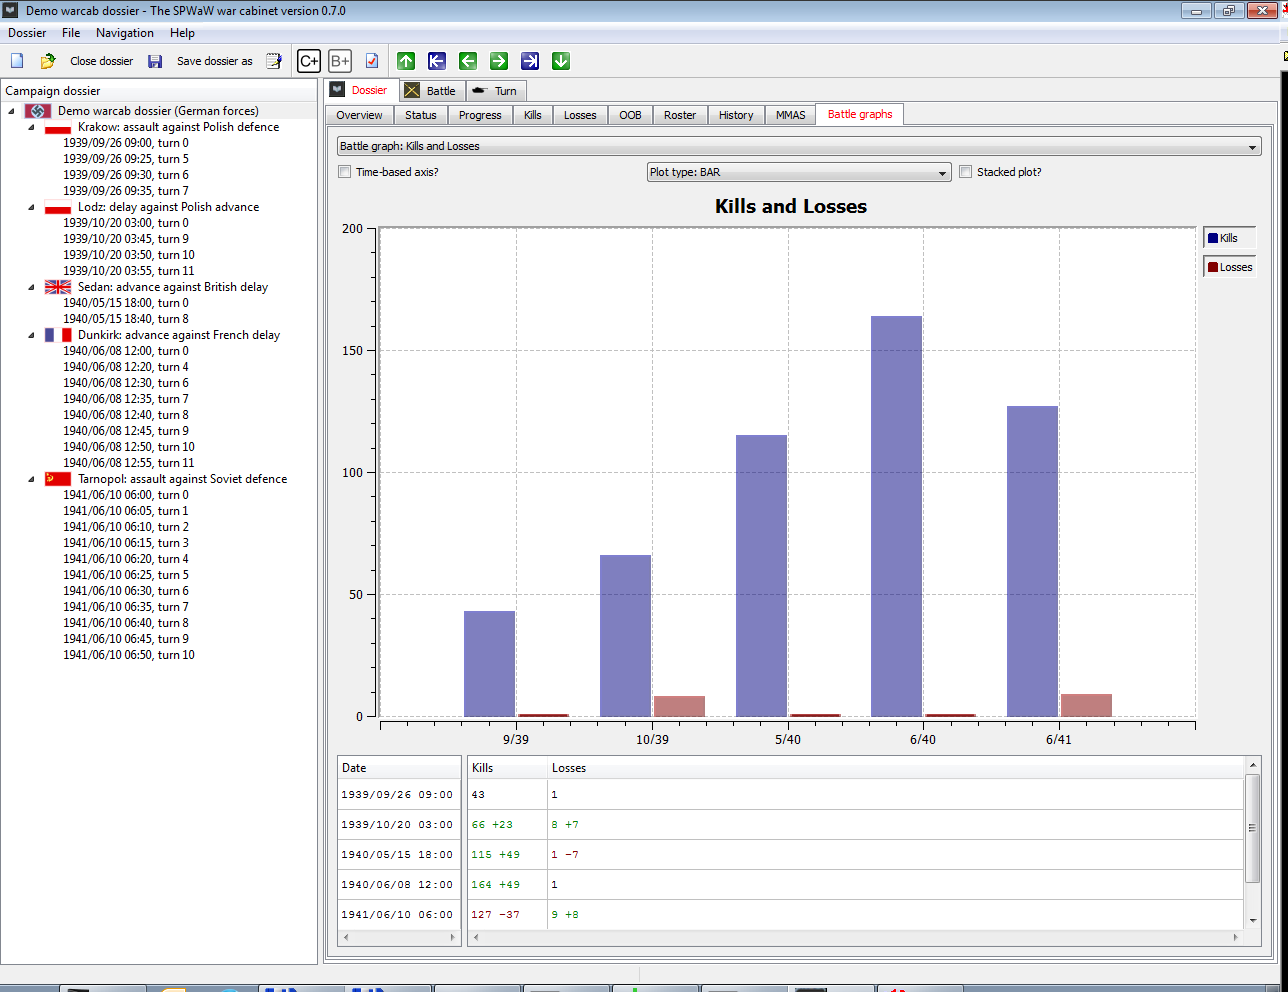 Demo warcab dossier - The SPWaW war cabinet version 0.7.0
Dossier File Navigation Help
Close dossier Save dossier as C+ B+
Campaign dossier
Demo warcab dossier (German forces)
Krakow: assault against Polish defence
1939/09/26 09:00, turn 0
1939/09/26 09:25, turn 5
1939/09/26 09:30, turn 6
1939/09/26 09:35, turn 7
Lodz: delay against Polish advance
1939/10/20 03:00, turn 0
1939/10/20 03:45, turn 9
1939/10/20 03:50, turn 10
1939/10/20 03:55, turn 11
Sedan: advance against British delay
1940/05/15 18:00, turn 0
1940/05/15 18:40, turn 8
Dunkirk: advance against French delay
1940/06/08 12:00, turn 0
1940/06/08 12:20, turn 4
1940/06/08 12:30, turn 6
1940/06/08 12:35, turn 7
1940/06/08 12:40, turn 8
1940/06/08 12:45, turn 9
1940/06/08 12:50, turn 10
1940/06/08 12:55, turn 11
Tarnopol: assault against Soviet defence
1941/06/10 06:00, turn 0
1941/06/10 06:05, turn 1
1941/06/10 06:10, turn 2
1941/06/10 06:15, turn 3
1941/06/10 06:20, turn 4
1941/06/10 06:25, turn 5
1941/06/10 06:30, turn 6
1941/06/10 06:35, turn 7
1941/06/10 06:40, turn 8
1941/06/10 06:45, turn 9
1941/06/10 06:50, turn 10
Dossier Battle Turn
Overview Status Progress Kills Losses OOB Roster History MMAS Battle graphs
Battle graph: Kills and Losses
Time-based axis? Plot type: BAR Stacked plot?
Kills and Losses
200
150
100
50
0
9/39 10/39 5/40 6/40 6/41
Kills
Losses
Date Kills Losses
1939/09/26 09:00 43 1
1939/10/20 03:00 66 +23 8 +7
1940/05/15 18:00 115 +49 1 -7
1940/06/08 12:00 164 +49 1
1941/06/10 06:00 127 -37 9 +8